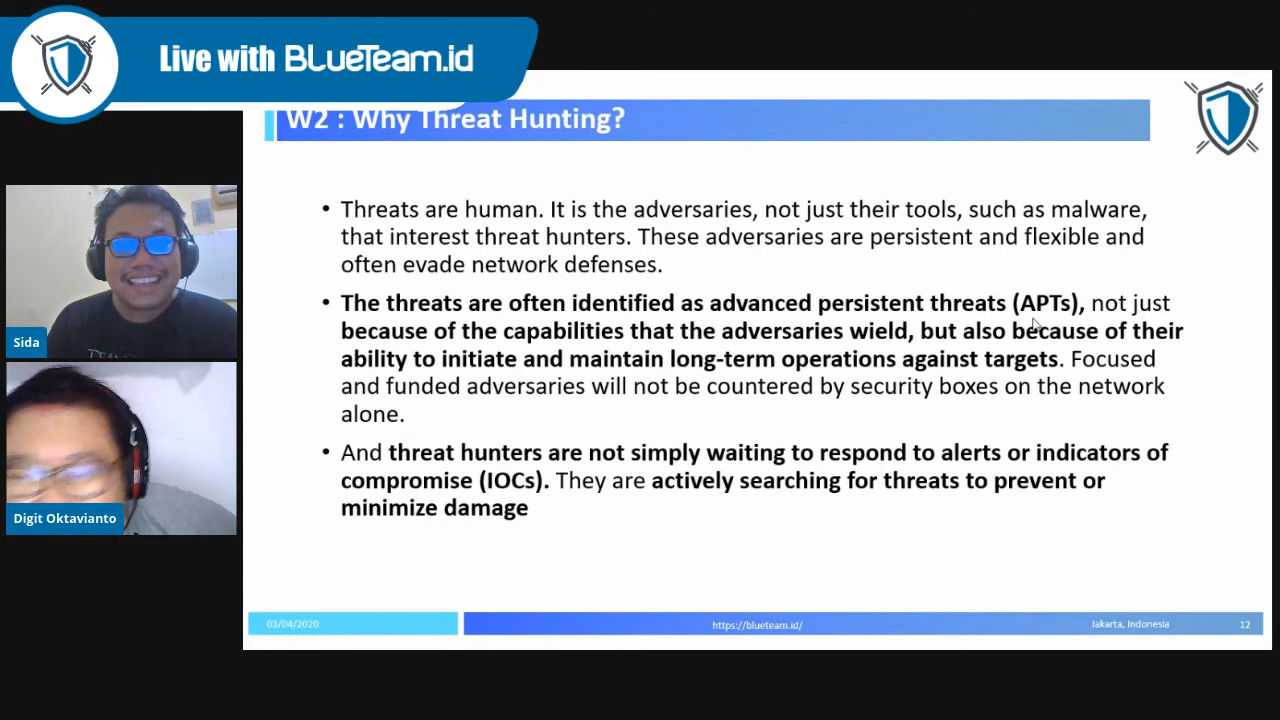 Live with BLUETeam.id
W2 : Why Threat Hunting?
• Threats are human. It is the adversaries, not just their tools, such as malware,
that interest threat hunters. These adversaries are persistent and flexible and
often evade network defenses.
• The threats are often identified as advanced persistent threats (APTs), not just
because of the capabilities that the adversaries wield, but also because of their
ability to initiate and maintain long-term operations against targets. Focused
and funded adversaries will not be countered by security boxes on the network
alone.
• And threat hunters are not simply waiting to respond to alerts or indicators of
compromise (IOCs). They are actively searching for threats to prevent or
minimize damage
Sida
Digit Oktavianto
03/04/2020
https://blueteam.id/
Jakarta, Indonesia
12